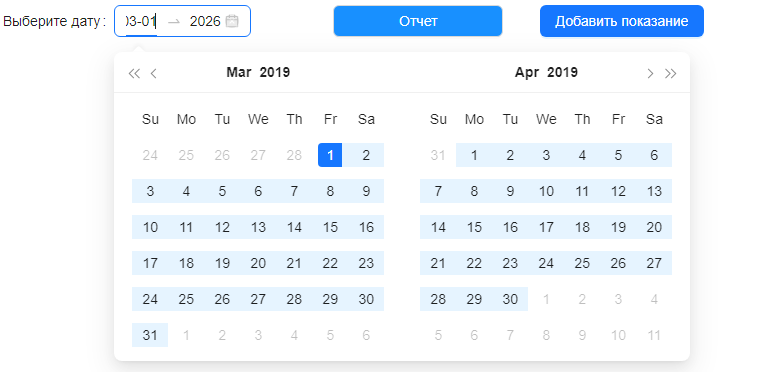 Выберите дату : 03-01 → 2026 Отчет Добавить показание
Mar 2019 Apr 2019
Su Mo Tu We Th Fr Sa Su Mo Tu We Th Fr Sa
24 25 26 27 28 1 2 31 1 2 3 4 5 6
3 4 5 6 7 8 9 7 8 9 10 11 12 13
10 11 12 13 14 15 16 14 15 16 17 18 19 20
17 18 19 20 21 22 23 21 22 23 24 25 26 27
24 25 26 27 28 29 30 28 29 30 1 2 3 4
31 1 2 3 4 5 6 5 6 7 8 9 10 11